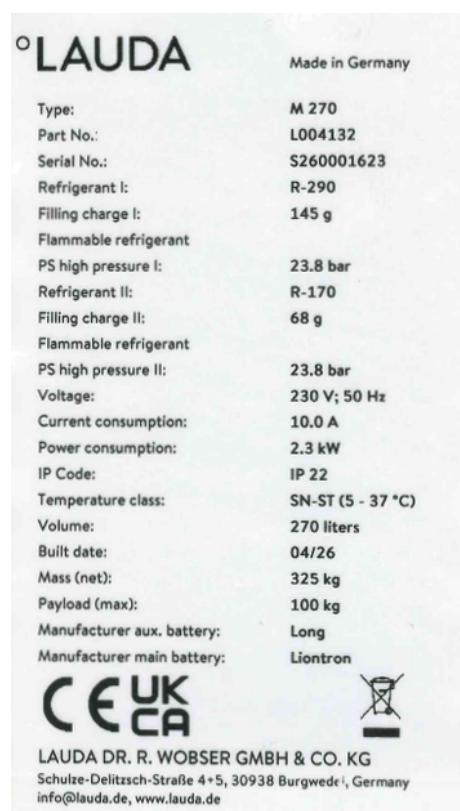 °LAUDA Made in Germany
Type: M 270
Part No.: L004132
Serial No.: S260001623
Refrigerant I: R-290
Filling charge I: 145 g
Flammable refrigerant
PS high pressure I: 23.8 bar
Refrigerant II: R-170
Filling charge II: 68 g
Flammable refrigerant
PS high pressure II: 23.8 bar
Voltage: 230 V; 50 Hz
Current consumption: 10.0 A
Power consumption: 2.3 kW
IP Code: IP 22
Temperature class: SN-ST (5 - 37 °C)
Volume: 270 liters
Built date: 04/26
Mass (net): 325 kg
Payload (max): 100 kg
Manufacturer aux. battery: Long
Manufacturer main battery: Liontron
CE UK
CA
LAUDA DR. R. WOBSER GMBH & CO. KG
Schulze-Delitzsch-Straße 4+5, 30938 Burgwedel, Germany
info@lauda.de, www.lauda.de